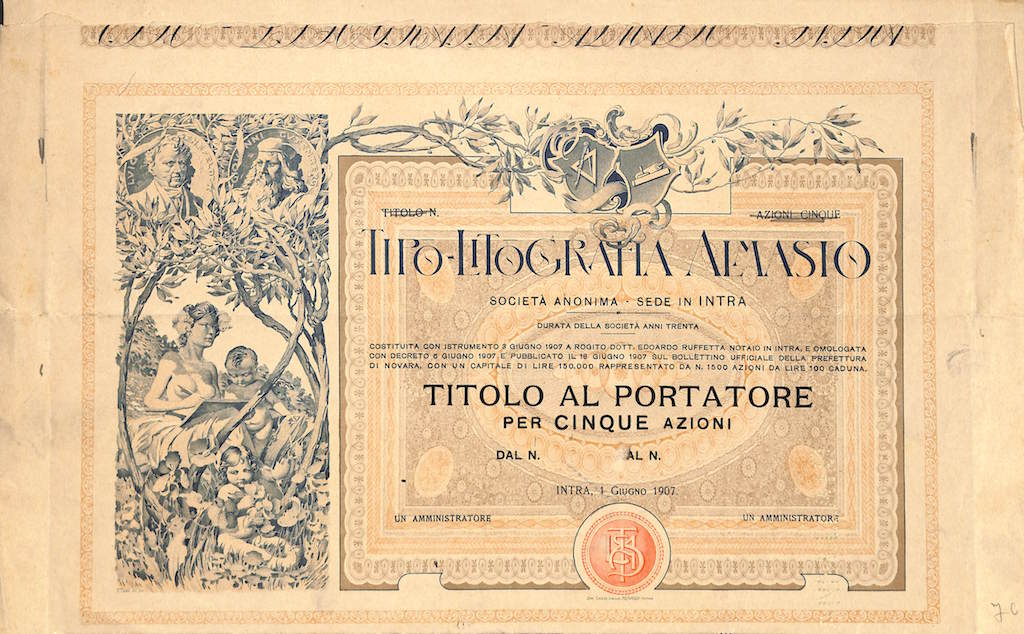 TITOLO N.
AZIONI CINQUE
TIPO-LITOGRAFIA ALMASIO
SOCIETÀ ANONIMA · SEDE IN INTRA
DURATA DELLA SOCIETÀ ANNI TRENTA
COSTITUITA CON ISTRUMENTO 3 GIUGNO 1907 A ROGITO DOTT. EDOARDO RUFFETTA NOTAIO IN INTRA, E OMOLOGATA
CON DECRETO 6 GIUGNO 1907 E PUBBLICATO IL 18 GIUGNO 1907 SUL BOLLETTINO UFFICIALE DELLA PREFETTURA
DI NOVARA, CON UN CAPITALE DI LIRE 150.000 RAPPRESENTATO DA N. 1500 AZIONI DA LIRE 100 CADUNA.
TITOLO AL PORTATORE
PER CINQUE AZIONI
DAL N. AL N.
INTRA, 1 GIUGNO 1907.
UN AMMINISTRATORE
UN AMMINISTRATORE